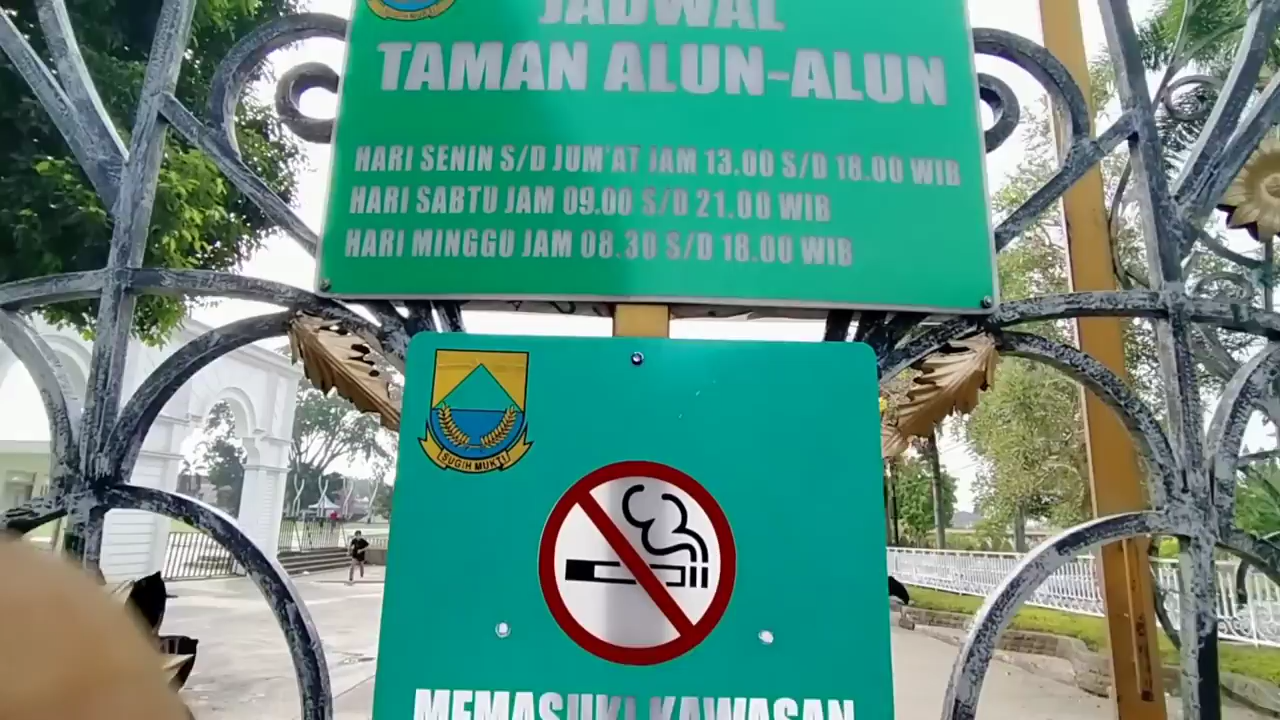 JADWAL
TAMAN ALUN-ALUN
HARI SENIN S/D JUM'AT JAM 13.00 S/D 18.00 WIB
HARI SABTU JAM 09.00 S/D 21.00 WIB
HARI MINGGU JAM 08.30 S/D 18.00 WIB
SUGIH MUKTI
MEMASUKI KAWASAN